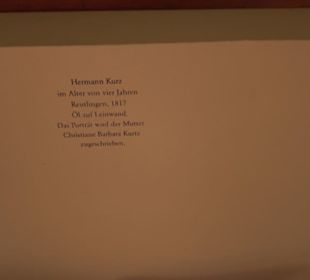 Hermann Kurz
im Alter von vier Jahren
Reutlingen, 1817
Öl auf Leinwand.
Das Porträt wird der Mutter
Christiane Barbara Kurtz
zugeschrieben.